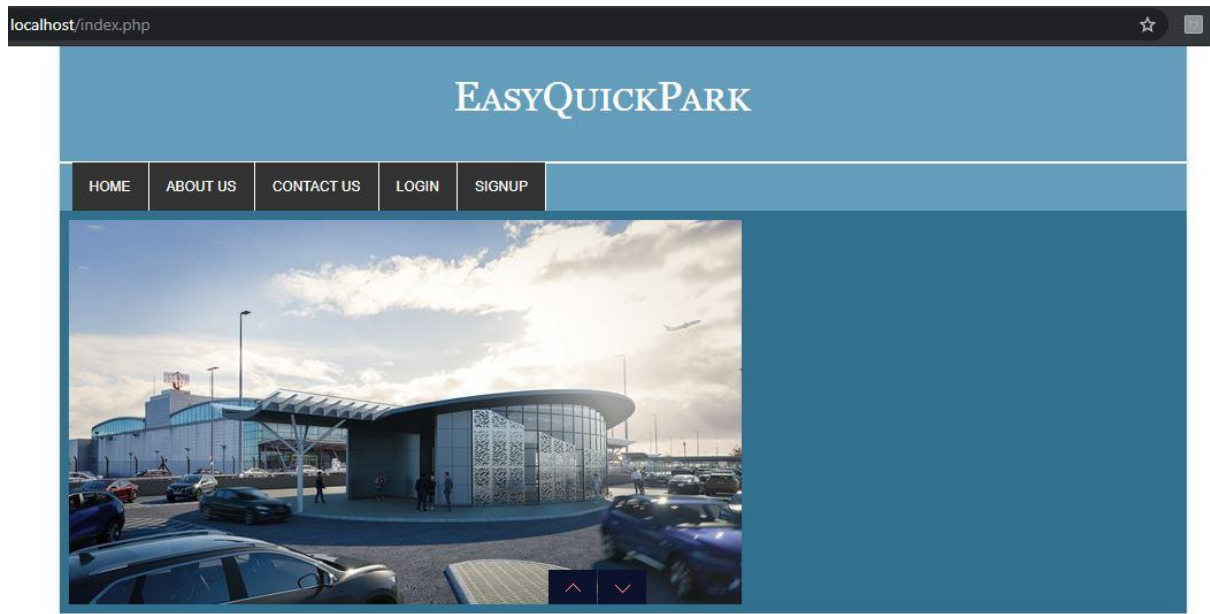 localhost/index.php
EASYQUICKPARK
HOME ABOUT US CONTACT US LOGIN SIGNUP